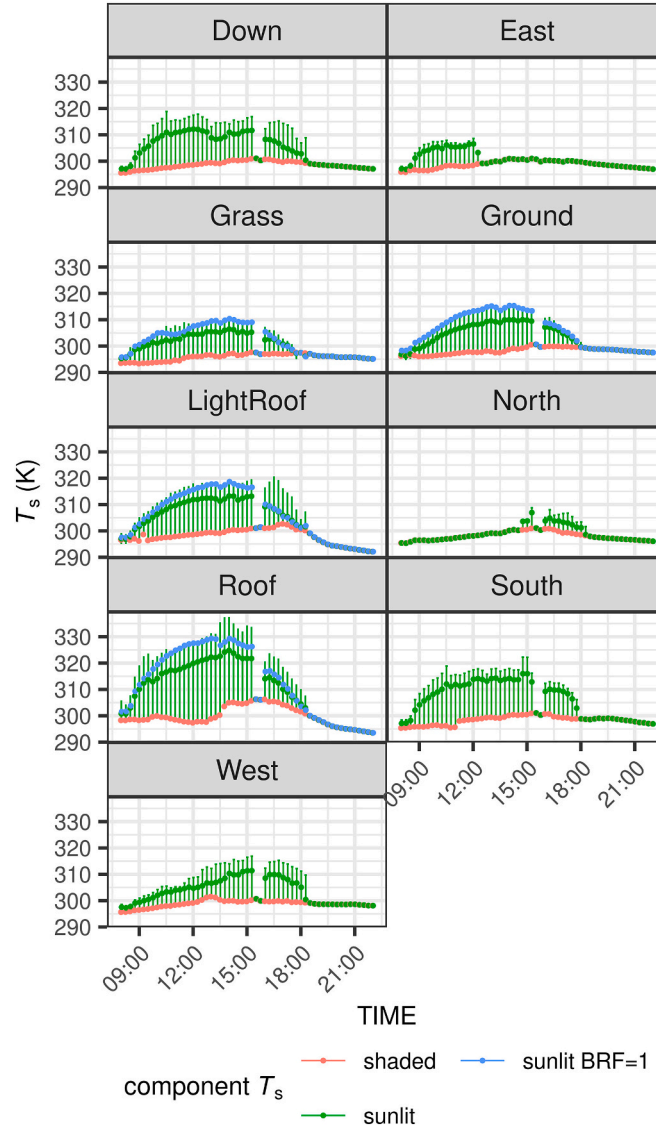 Down East
330
320
310
300
290
Grass Ground
330
320
310
300
290
LightRoof North
330
320
310
300
290
Roof South
330
320
310
300
290
09:00 12:00 15:00 18:00 21:00
West
330
320
310
300
290
09:00 12:00 15:00 18:00 21:00
Ts (K)
TIME
component Ts
shaded sunlit BRF=1
sunlit